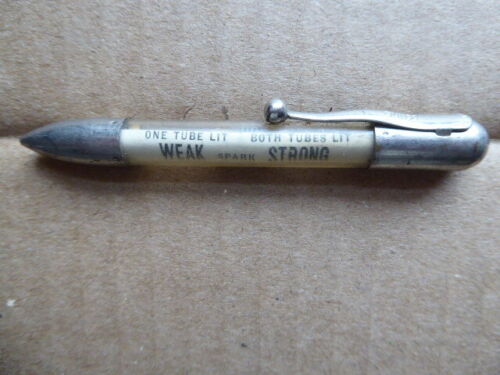 ONE TUBE LIT BOTH TUBES LIT
WEAK SPARK STRONG